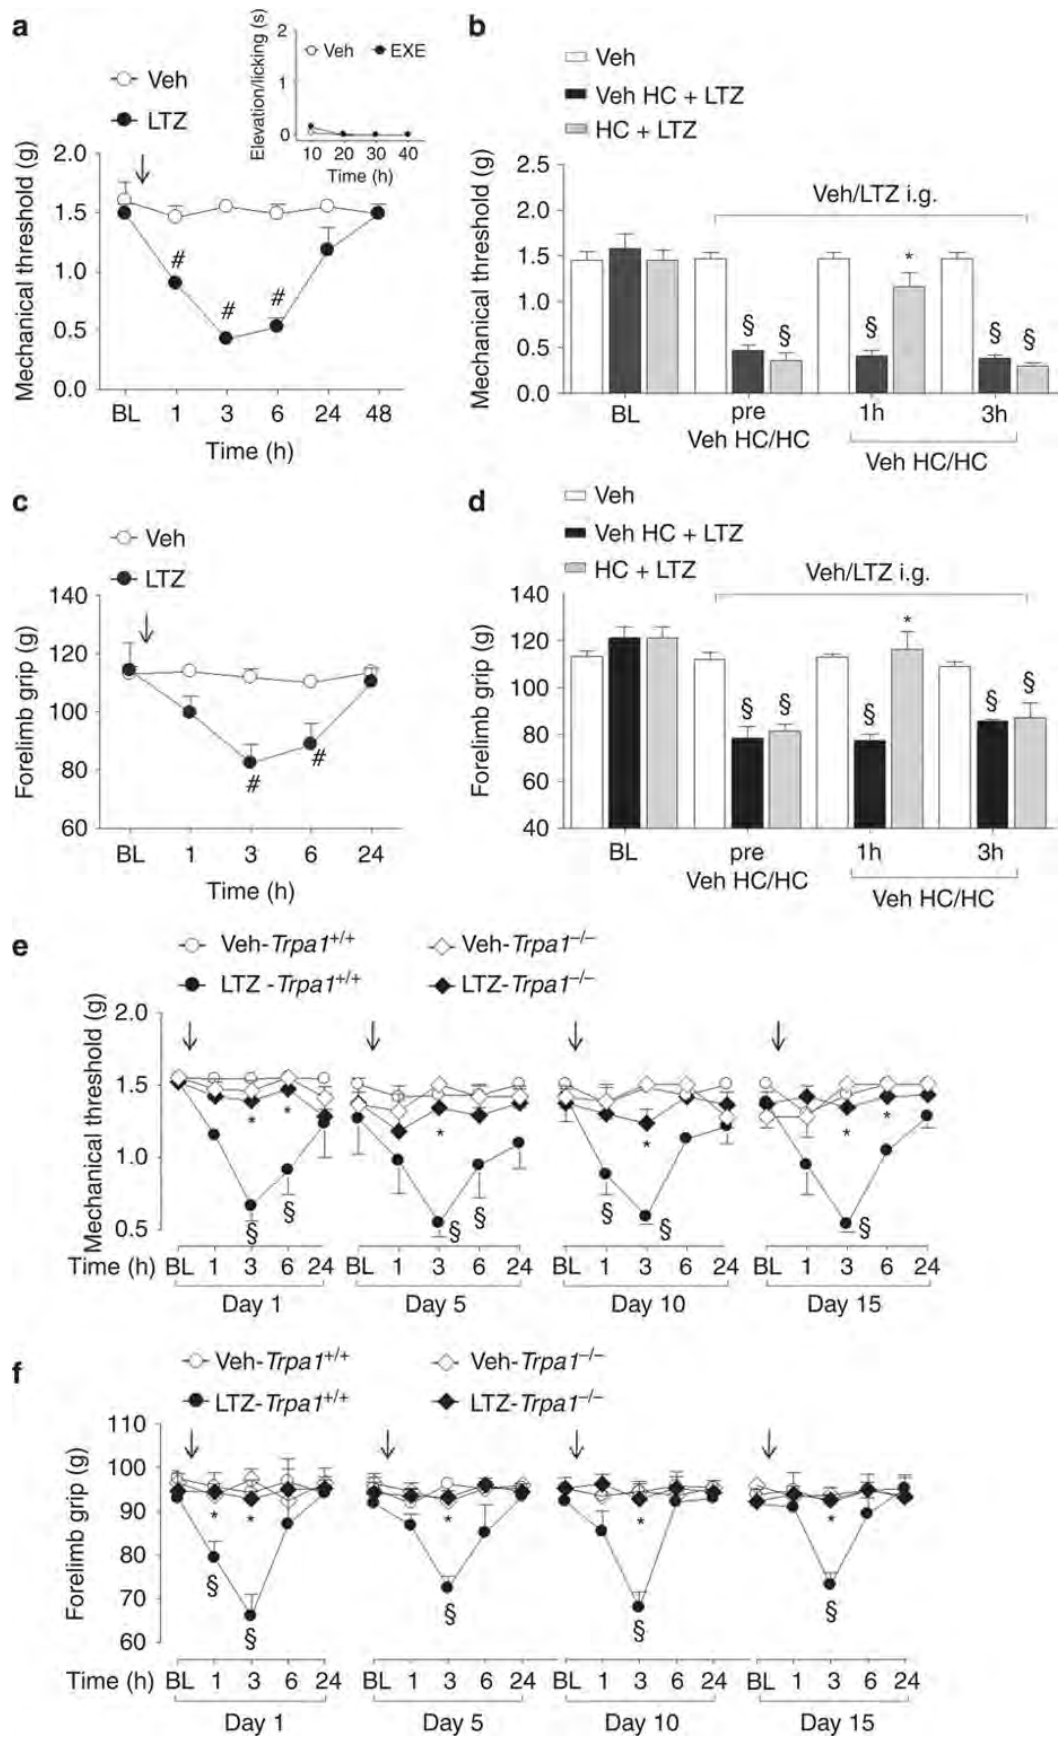 a
Veh
LTZ
Mechanical threshold (g)
2.0
1.5
1.0
0.5
0.0
# # #
BL 1 3 6 24 48
Time (h)
Elevation/licking (s)
2
1
0
Veh EXE
10 20 30 40
Time (h)
b
Veh
Veh HC + LTZ
HC + LTZ
Mechanical threshold (g)
2.5
2.0
1.5
1.0
0.5
0.0
Veh/LTZ i.g.
§ § § * § §
BL pre 1h 3h
Veh HC/HC
Veh HC/HC
c
Veh
LTZ
Forelimb grip (g)
140
120
100
80
60
# #
BL 1 3 6 24
Time (h)
d
Veh
Veh HC + LTZ
HC + LTZ
Forelimb grip (g)
140
120
100
80
60
40
Veh/LTZ i.g.
§ § § * § §
BL pre 1h 3h
Veh HC/HC
Veh HC/HC
e
Veh-Trpa1+/+ Veh-Trpa1–/–
LTZ -Trpa1+/+ LTZ-Trpa1–/–
Mechanical threshold (g)
2.0
1.5
1.0
0.5
* * * * * *
§ § § § § § §
Time (h) BL 1 3 6 24 BL 1 3 6 24 BL 1 3 6 24 BL 1 3 6 24
Day 1 Day 5 Day 10 Day 15
f
Veh-Trpa1+/+ Veh-Trpa1–/–
LTZ-Trpa1+/+ LTZ-Trpa1–/–
Forelimb grip (g)
110
100
90
80
70
60
* * * * *
§ § § § §
Time (h) BL 1 3 6 24 BL 1 3 6 24 BL 1 3 6 24 BL 1 3 6 24
Day 1 Day 5 Day 10 Day 15